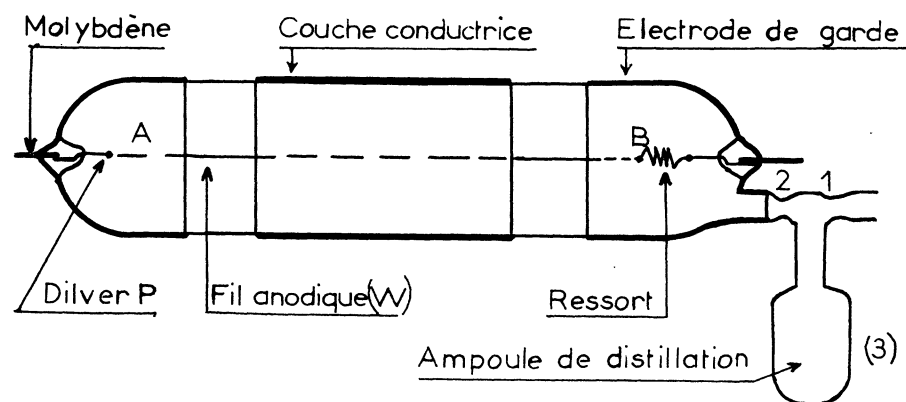 Molybdène
Couche conductrice
Electrode de garde
A
B
2 1
Dilver P
Fil anodique (W)
Ressort
Ampoule de distillation
(3)